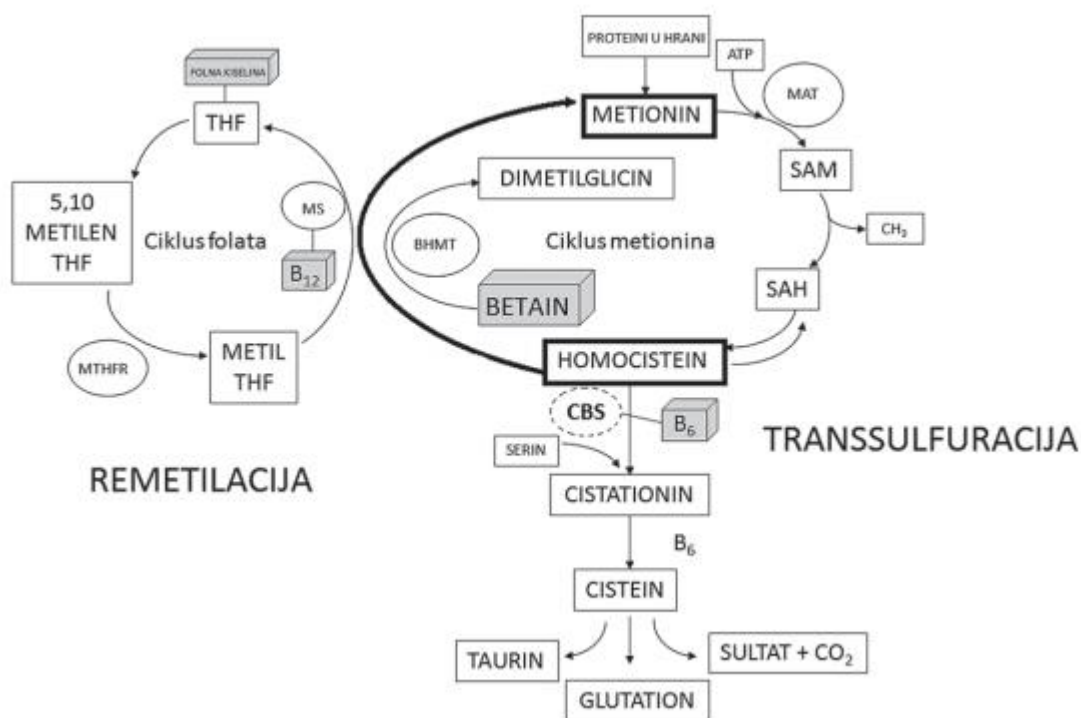 PROTEINI U HRANI
ATP
FOLNA KISELINA
MAT
METIONIN
THF
DIMETILGLICIN
SAM
5,10
METILEN
THF
Ciklus folata
MS
B₁₂
BHMT
Ciklus metionina
CH₃
BETAIN
SAH
MTHFR
METIL
THF
HOMOCISTEIN
CBS
B₆
TRANSSULFURACIJA
SERIN
REMETILACIJA
CISTATIONIN
B₆
CISTEIN
TAURIN
SULTAT + CO₂
GLUTATION